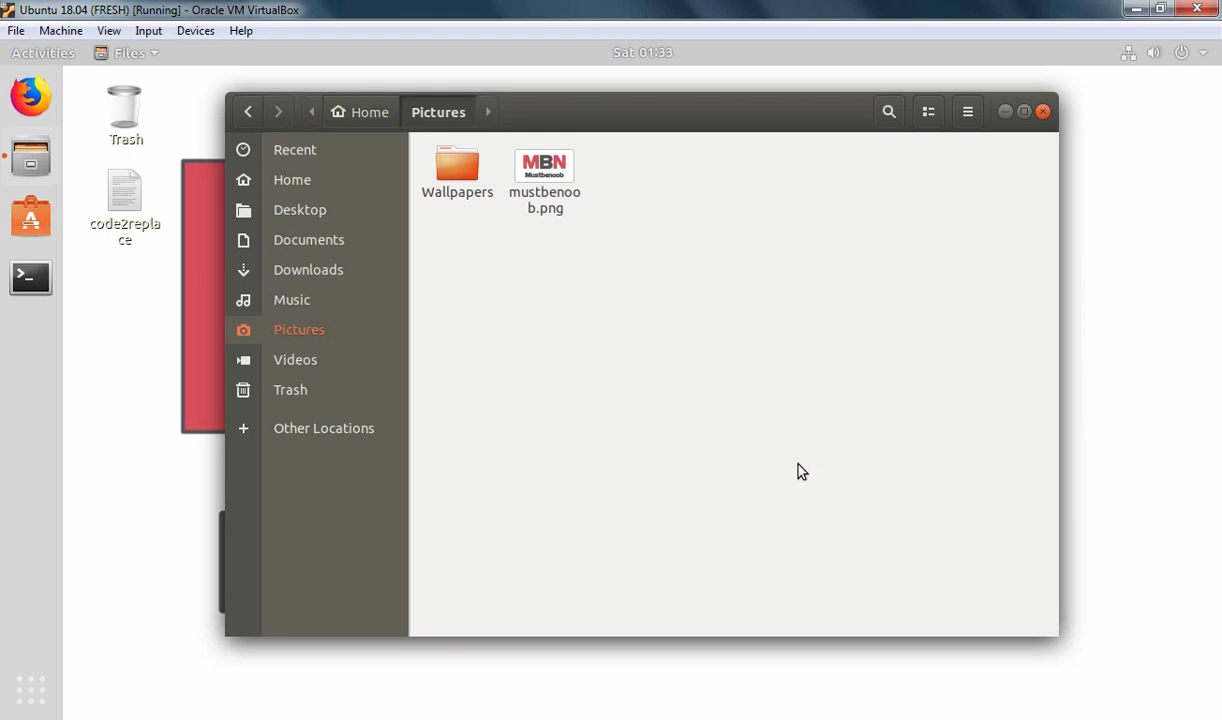 Ubuntu 18.04 (FRESH) [Running] - Oracle VM VirtualBox
File Machine View Input Devices Help
Activities Files Sat 01:33
Home Pictures
Trash
code2repla
ce
Recent
Home
Desktop
Documents
Downloads
Music
Pictures
Videos
Trash
Other Locations
Wallpapers
MBN
Mustbenoob
mustbenoo
b.png